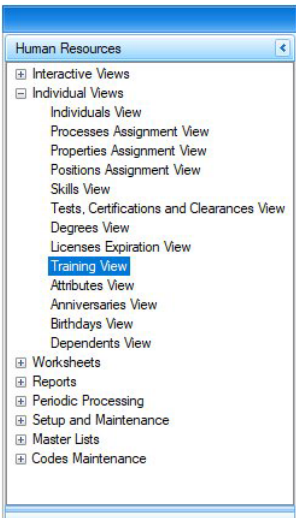 Human Resources
Interactive Views
Individual Views
Individuals View
Processes Assignment View
Properties Assignment View
Positions Assignment View
Skills View
Tests, Certifications and Clearances View
Degrees View
Licenses Expiration View
Training View
Attributes View
Anniversaries View
Birthdays View
Dependents View
Worksheets
Reports
Periodic Processing
Setup and Maintenance
Master Lists
Codes Maintenance